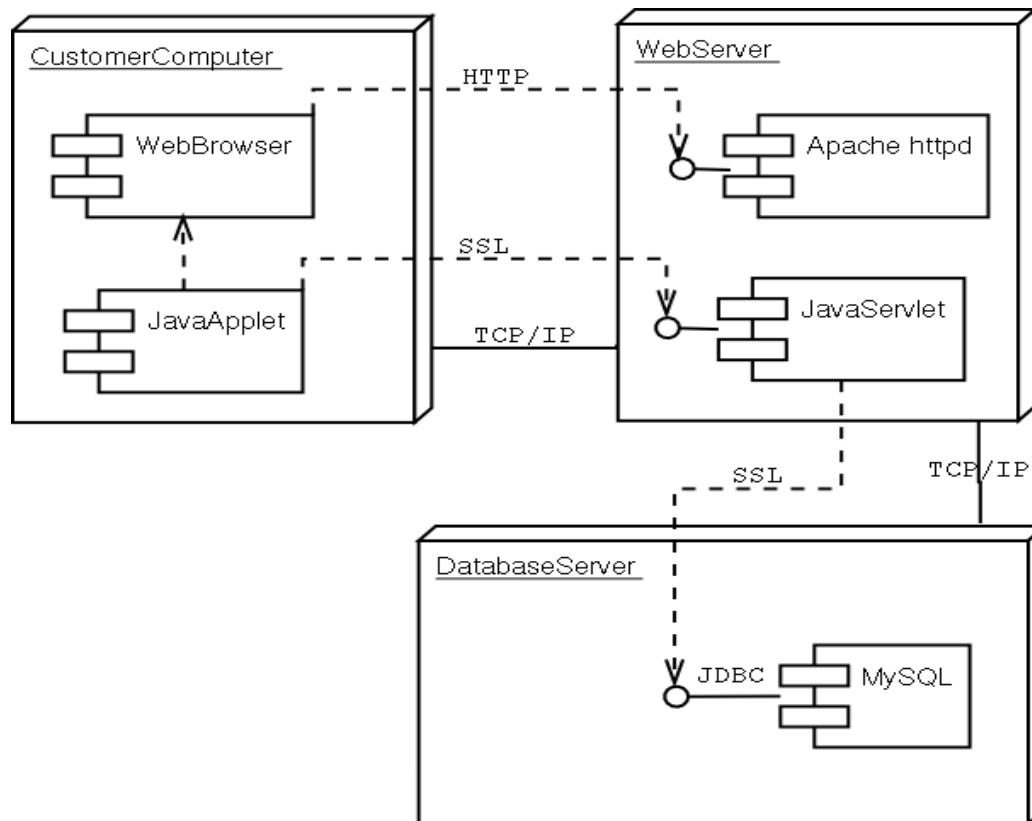 CustomerComputer
WebServer
HTTP
WebBrowser
Apache httpd
SSL
JavaApplet
JavaServlet
TCP/IP
SSL
TCP/IP
DatabaseServer
JDBC
MySQL